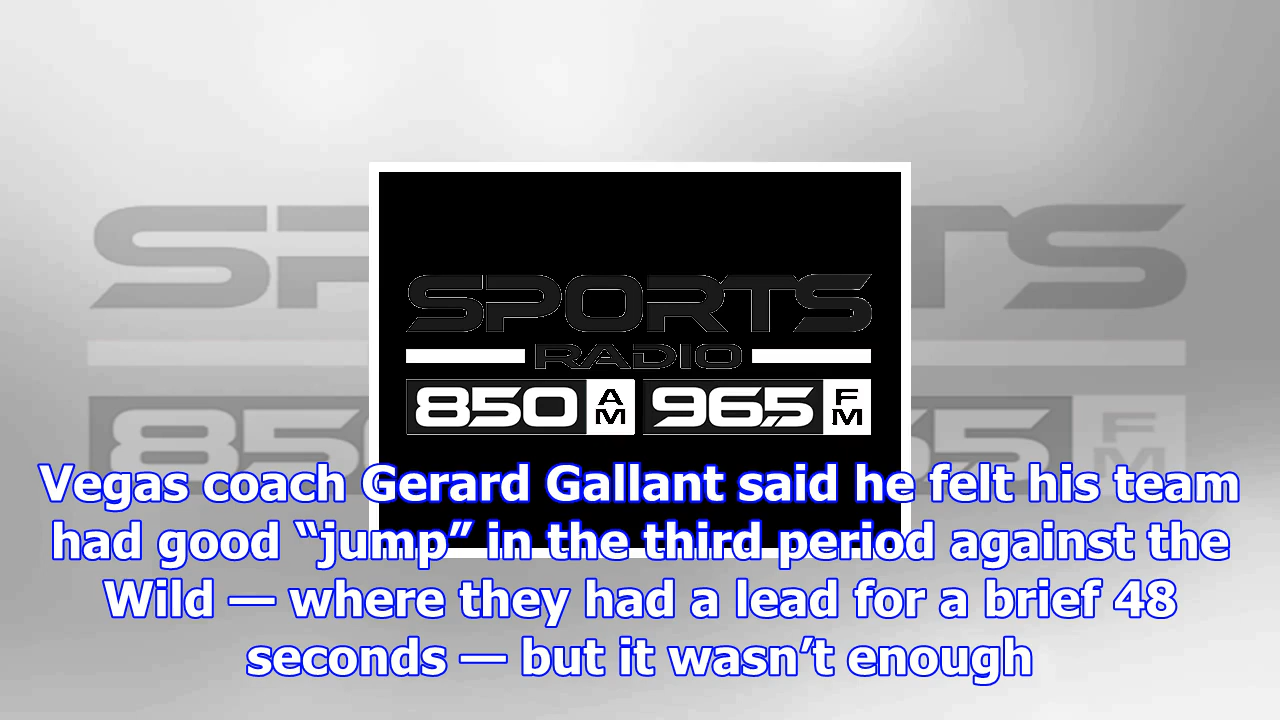 SPORTS
RADIO
850 AM 96.5 FM
Vegas coach Gerard Gallant said he felt his team
had good “jump” in the third period against the
Wild — where they had a lead for a brief 48
seconds — but it wasn’t enough